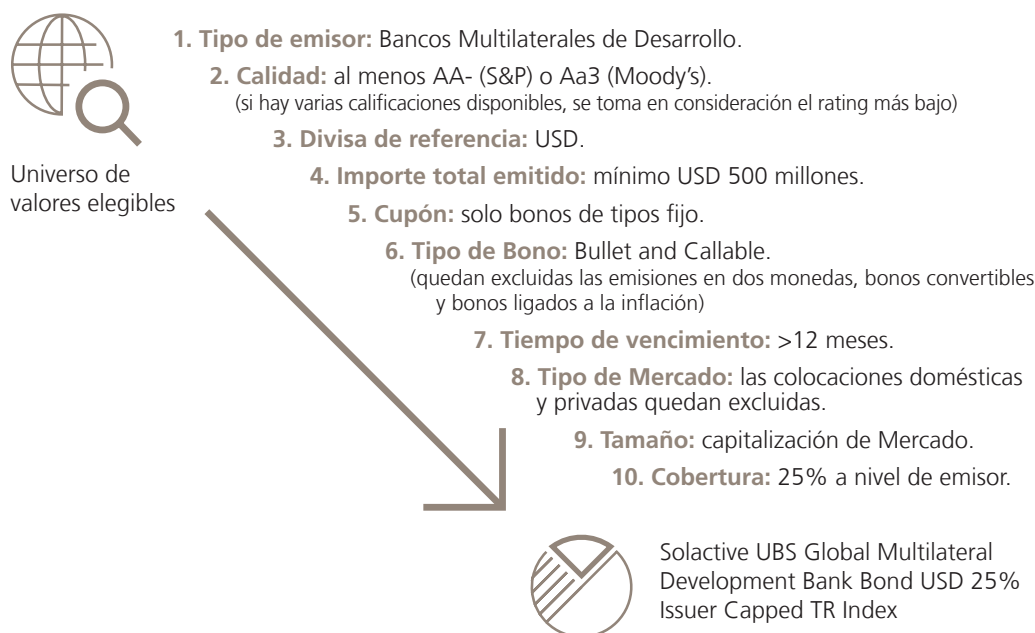 1. Tipo de emisor: Bancos Multilaterales de Desarrollo.
2. Calidad: al menos AA- (S&P) o Aa3 (Moody’s).
(si hay varias calificaciones disponibles, se toma en consideración el rating más bajo)
3. Divisa de referencia: USD.
Universo de
valores elegibles
4. Importe total emitido: mínimo USD 500 millones.
5. Cupón: solo bonos de tipos fijo.
6. Tipo de Bono: Bullet and Callable.
(quedan excluidas las emisiones en dos monedas, bonos convertibles
y bonos ligados a la inflación)
7. Tiempo de vencimiento: >12 meses.
8. Tipo de Mercado: las colocaciones domésticas
y privadas quedan excluidas.
9. Tamaño: capitalización de Mercado.
10. Cobertura: 25% a nivel de emisor.
Solactive UBS Global Multilateral
Development Bank Bond USD 25%
Issuer Capped TR Index